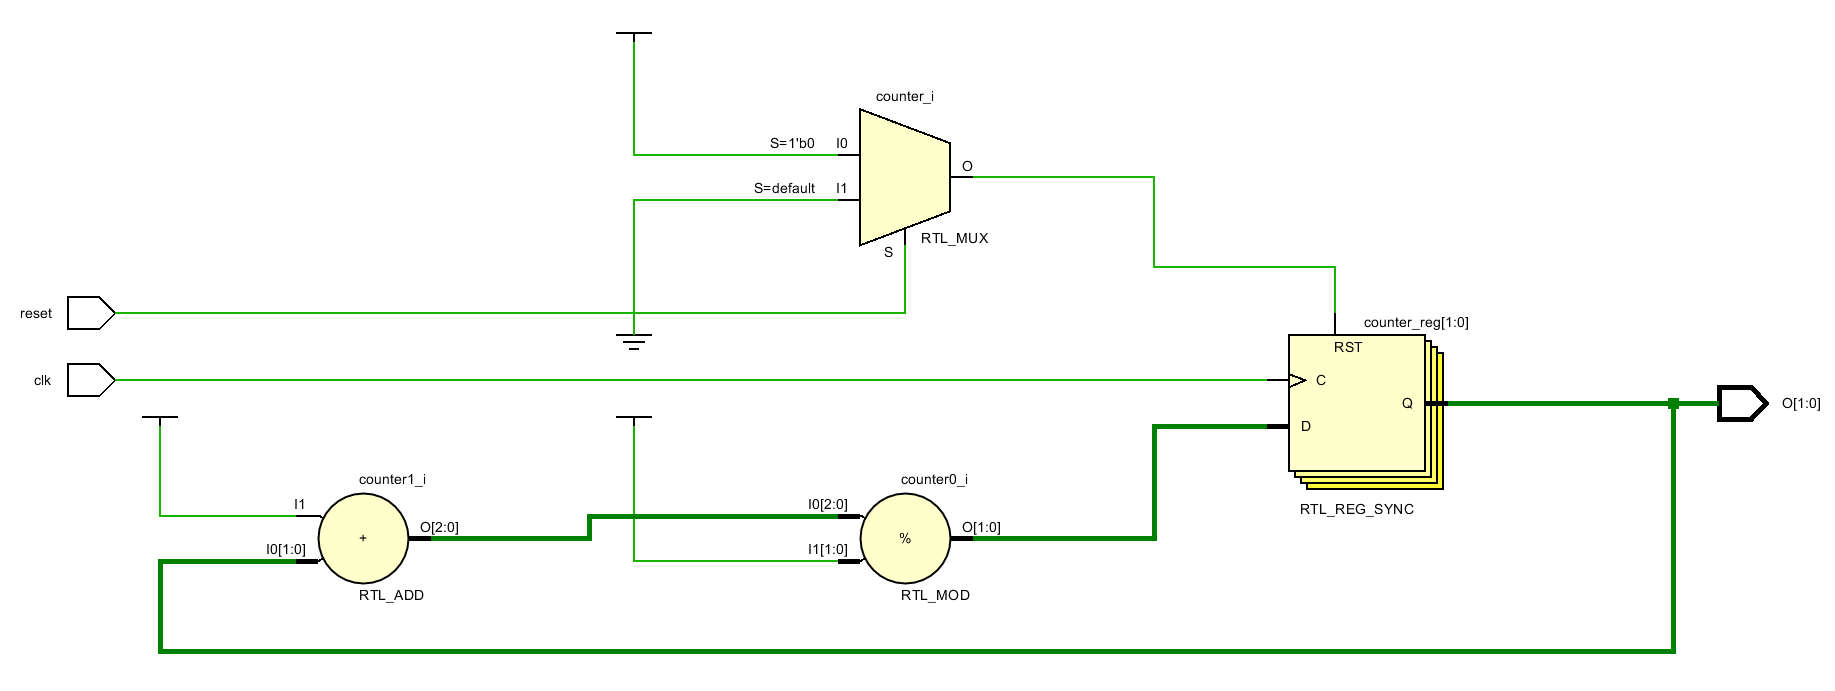 counter_i
S=1'b0 I0
O
S=default I1
RTL_MUX
S
reset
counter_reg[1:0]
RST
clk
C
Q
O[1:0]
D
counter1_i
counter0_i
I1
I0[2:0]
RTL_REG_SYNC
O[2:0]
O[1:0]
+
%
I0[1:0]
I1[1:0]
RTL_ADD
RTL_MOD